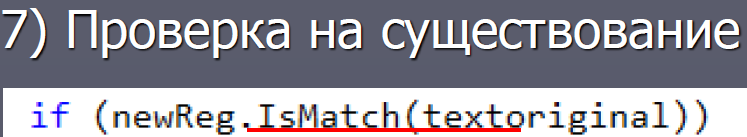 7) Проверка на существование
if (newReg.IsMatch(textoriginal))